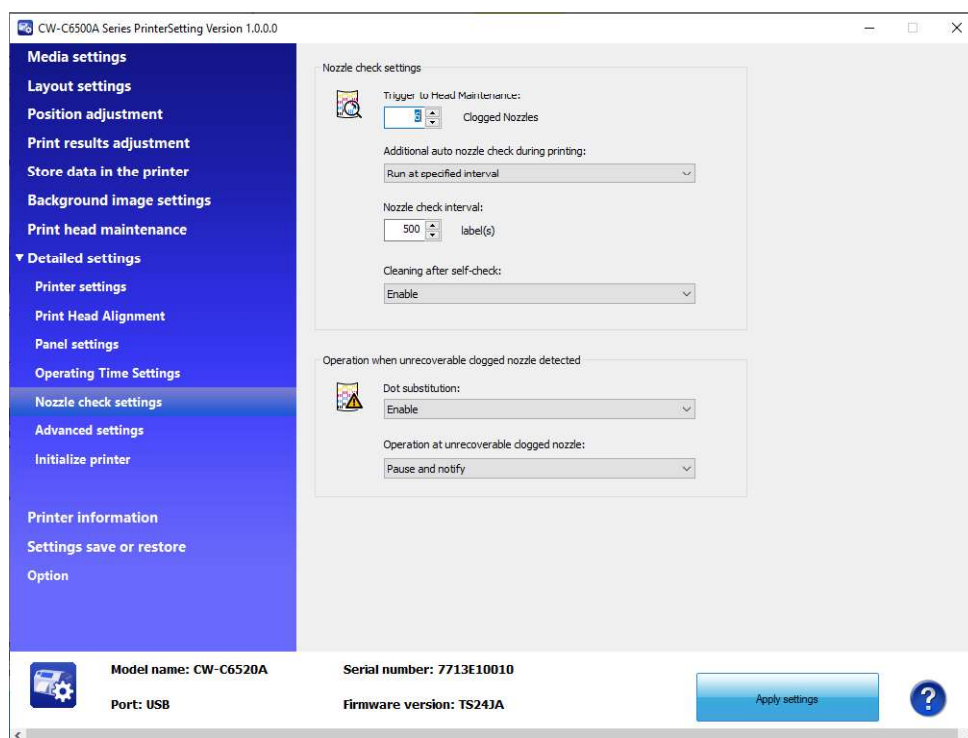 CW-C6500A Series PrinterSetting Version 1.0.0.0
Media settings
Layout settings
Position adjustment
Print results adjustment
Store data in the printer
Background image settings
Print head maintenance
Detailed settings
Printer settings
Print Head Alignment
Panel settings
Operating Time Settings
Nozzle check settings
Advanced settings
Initialize printer
Printer information
Settings save or restore
Option
Nozzle check settings
Trigger to Head Maintenance:
6 Clogged Nozzles
Additional auto nozzle check during printing:
Run at specified interval
Nozzle check interval:
500 label(s)
Cleaning after self-check:
Enable
Operation when unrecoverable clogged nozzle detected
Dot substitution:
Enable
Operation at unrecoverable clogged nozzle:
Pause and notify
Model name: CW-C6520A Serial number: 7713E10010
Port: USB Firmware version: TS24JA
Apply settings
?